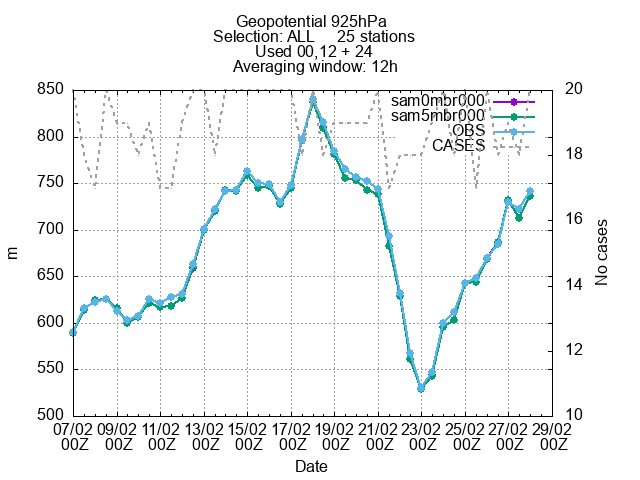 Geopotential 925hPa
Selection: ALL 25 stations
Used 00,12 + 24
Averaging window: 12h
850
800
750
700
650
600
550
500
m
20
18
16
14
12
10
No cases
sam0mbr000
sam5mbr000
OBS
CASES
07/02 09/02 11/02 13/02 15/02 17/02 19/02 21/02 23/02 25/02 27/02 29/02
00Z 00Z 00Z 00Z 00Z 00Z 00Z 00Z 00Z 00Z 00Z 00Z
Date